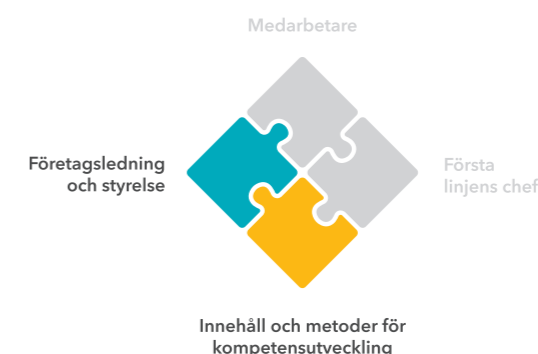 Medarbetare
Företagsledning
och styrelse
Första
linjens chef
Innehåll och metoder för
kompetensutveckling